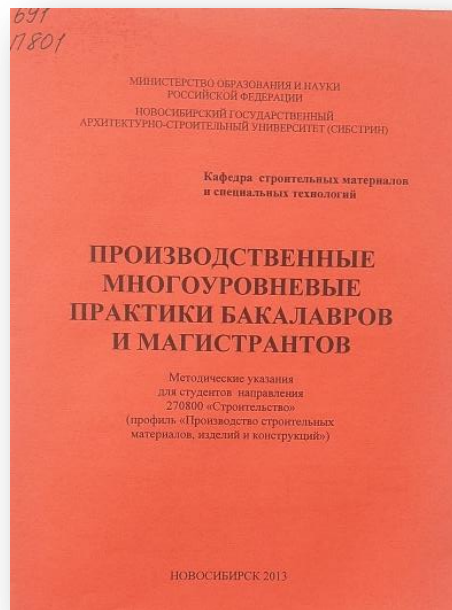 691
П801
МИНИСТЕРСТВО ОБРАЗОВАНИЯ И НАУКИ
РОССИЙСКОЙ ФЕДЕРАЦИИ
НОВОСИБИРСКИЙ ГОСУДАРСТВЕННЫЙ
АРХИТЕКТУРНО-СТРОИТЕЛЬНЫЙ УНИВЕРСИТЕТ (СИБСТРИН)
Кафедра строительных материалов
и специальных технологий
ПРОИЗВОДСТВЕННЫЕ
МНОГОУРОВНЕВЫЕ
ПРАКТИКИ БАКАЛАВРОВ
И МАГИСТРАНТОВ
Методические указания
для студентов направления
270800 «Строительство»
(профиль «Производство строительных
материалов, изделий и конструкций»)
НОВОСИБИРСК 2013